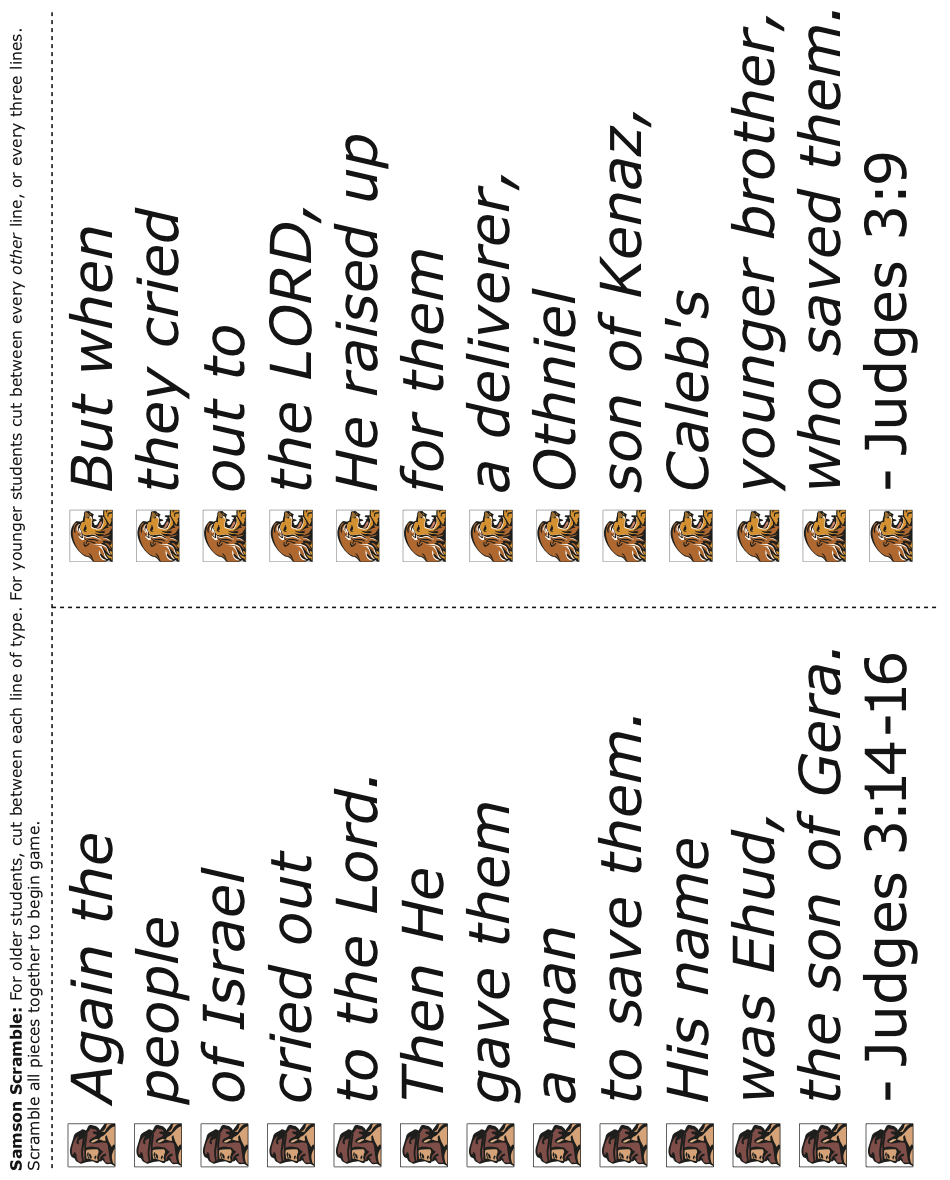 Samson Scramble: For older students, cut between each line of type. For younger students cut between every other line, or every three lines.
Scramble all pieces together to begin game.
Again the
people
of Israel
cried out
to the Lord.
Then He
gave them
a man
to save them.
His name
was Ehud,
the son of Gera.
- Judges 3:14-16
But when
they cried
out to
the LORD,
He raised up
for them
a deliverer,
Othniel
son of Kenaz,
Caleb's
younger brother,
who saved them.
- Judges 3:9